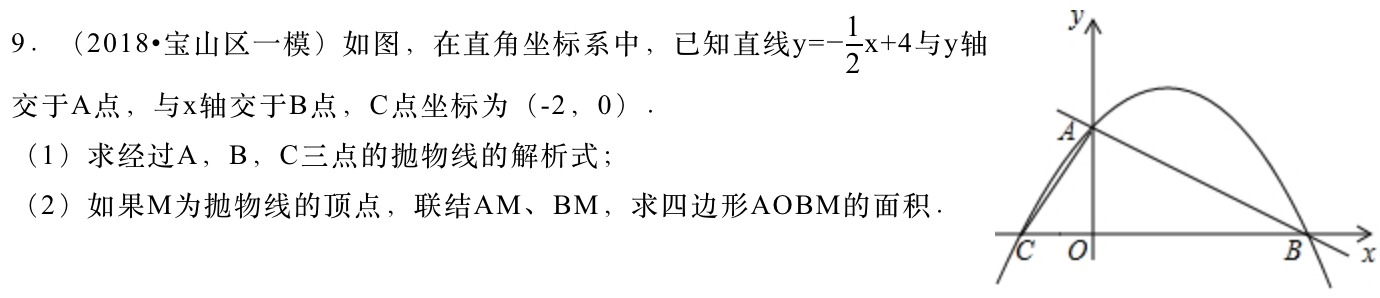 9．（2018•宝山区一模）如图，在直角坐标系中，已知直线y=−\frac{1}{2}x+4与y轴
交于A点，与x轴交于B点，C点坐标为（-2，0）．
（1）求经过A，B，C三点的抛物线的解析式；
（2）如果M为抛物线的顶点，联结AM、BM，求四边形AOBM的面积．
y
A
C
O
B
x